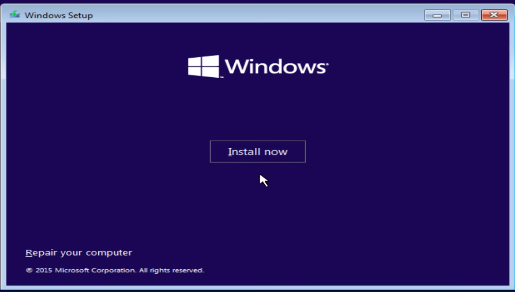 Windows Setup
Windows
Install now
Repair your computer
© 2015 Microsoft Corporation. All rights reserved.